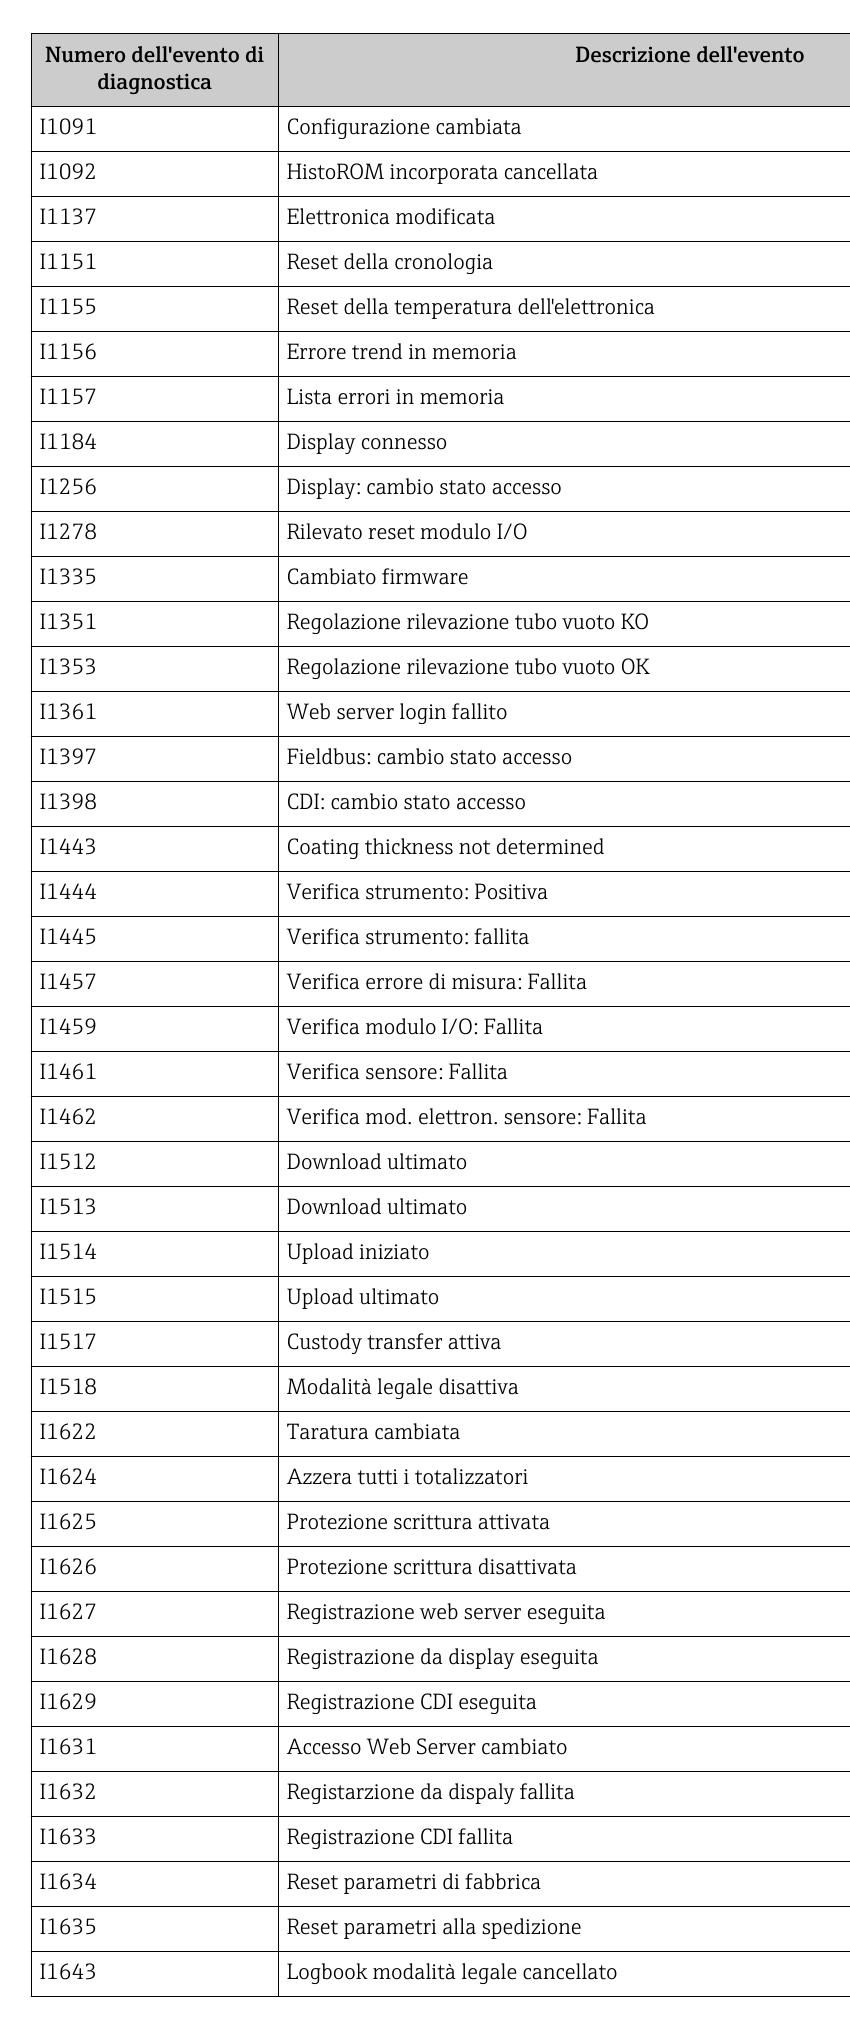 Numero dell'evento di
diagnostica
Descrizione dell'evento
I1091 Configurazione cambiata
I1092 HistoROM incorporata cancellata
I1137 Elettronica modificata
I1151 Reset della cronologia
I1155 Reset della temperatura dell'elettronica
I1156 Errore trend in memoria
I1157 Lista errori in memoria
I1184 Display connesso
I1256 Display: cambio stato accesso
I1278 Rilevato reset modulo I/O
I1335 Cambiato firmware
I1351 Regolazione rilevazione tubo vuoto KO
I1353 Regolazione rilevazione tubo vuoto OK
I1361 Web server login fallito
I1397 Fieldbus: cambio stato accesso
I1398 CDI: cambio stato accesso
I1443 Coating thickness not determined
I1444 Verifica strumento: Positiva
I1445 Verifica strumento: fallita
I1457 Verifica errore di misura: Fallita
I1459 Verifica modulo I/O: Fallita
I1461 Verifica sensore: Fallita
I1462 Verifica mod. elettron. sensore: Fallita
I1512 Download ultimato
I1513 Download ultimato
I1514 Upload iniziato
I1515 Upload ultimato
I1517 Custody transfer attiva
I1518 Modalità legale disattiva
I1622 Taratura cambiata
I1624 Azzera tutti i totalizzatori
I1625 Protezione scrittura attivata
I1626 Protezione scrittura disattivata
I1627 Registrazione web server eseguita
I1628 Registrazione da display eseguita
I1629 Registrazione CDI eseguita
I1631 Accesso Web Server cambiato
I1632 Registarzione da dispaly fallita
I1633 Registrazione CDI fallita
I1634 Reset parametri di fabbrica
I1635 Reset parametri alla spedizione
I1643 Logbook modalità legale cancellato